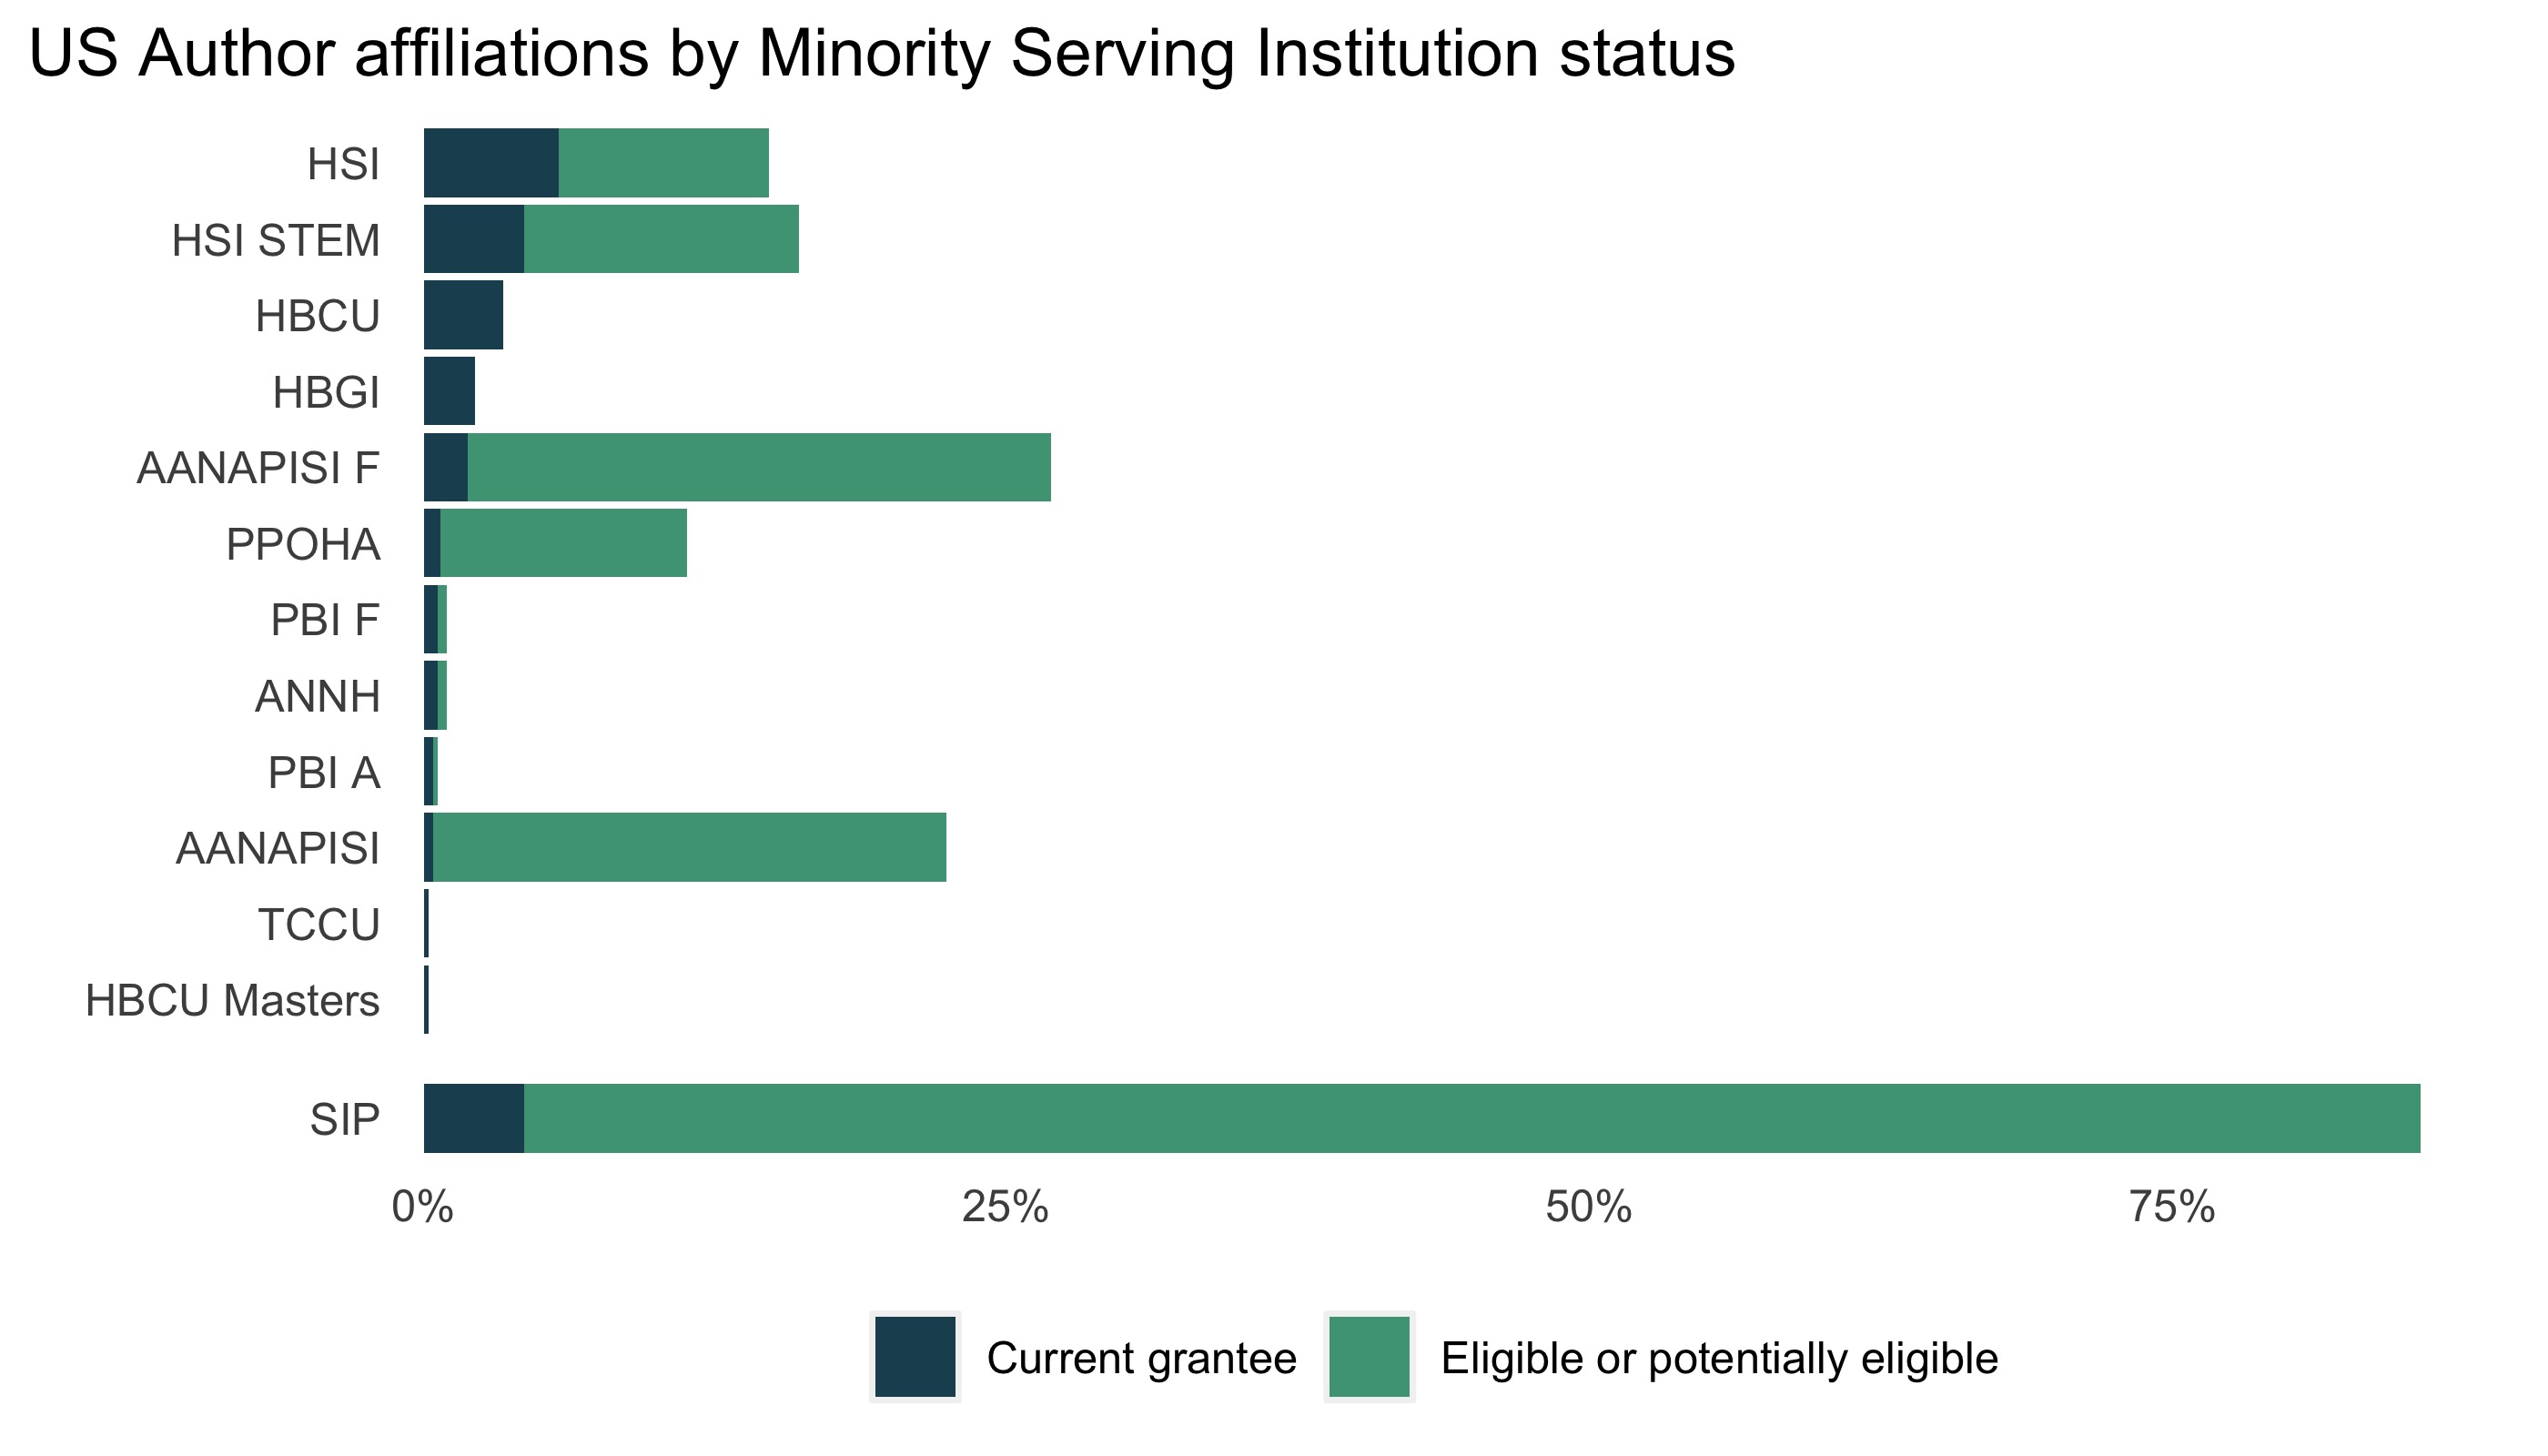 US Author affiliations by Minority Serving Institution status
HSI
HSI STEM
HBCU
HBGI
AANAPISI F
PPOHA
PBI F
ANNH
PBI A
AANAPISI
TCCU
HBCU Masters
SIP
0% 25% 50% 75%
Current grantee Eligible or potentially eligible